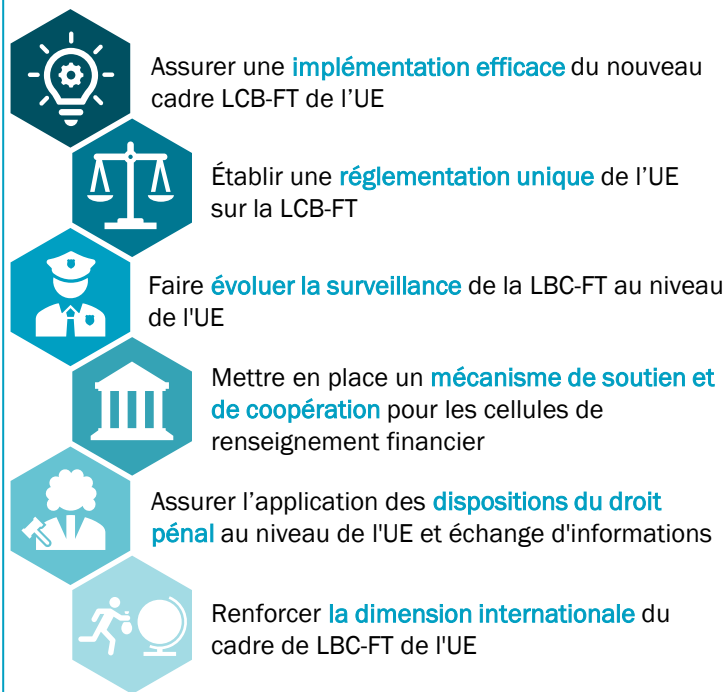 Assurer une implémentation efficace du nouveau
cadre LCB-FT de l’UE
Établir une réglementation unique de l’UE
sur la LCB-FT
Faire évoluer la surveillance de la LBC-FT au niveau
de l'UE
Mettre en place un mécanisme de soutien et
de coopération pour les cellules de
renseignement financier
Assurer l’application des dispositions du droit
pénal au niveau de l'UE et échange d'informations
Renforcer la dimension internationale du
cadre de LBC-FT de l'UE